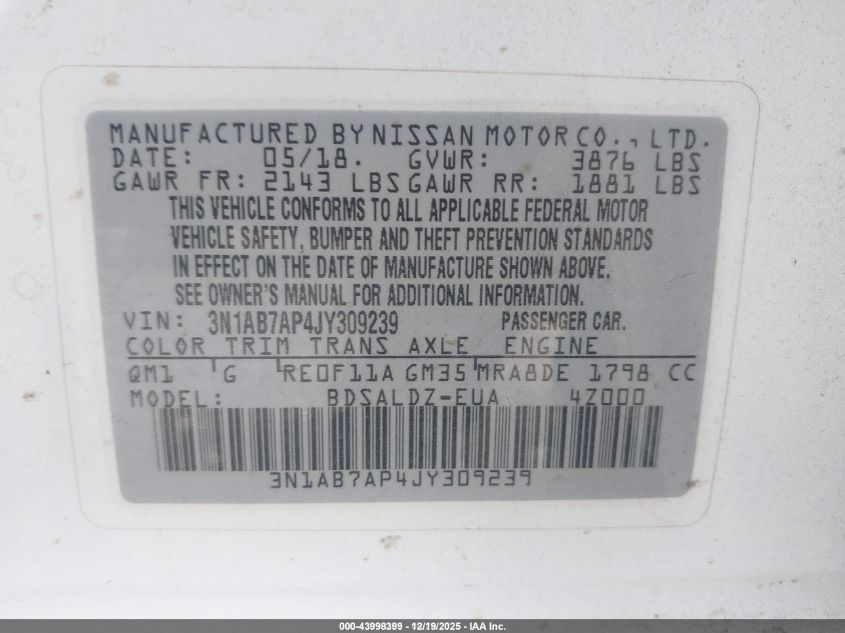 MANUFACTURED BY NISSAN MOTOR CO., LTD.
DATE: 05/18. GVWR: 3876 LBS
GAWR FR: 2143 LBS GAWR RR: 1881 LBS
THIS VEHICLE CONFORMS TO ALL APPLICABLE FEDERAL MOTOR
VEHICLE SAFETY, BUMPER AND THEFT PREVENTION STANDARDS
IN EFFECT ON THE DATE OF MANUFACTURE SHOWN ABOVE.
SEE OWNER'S MANUAL FOR ADDITIONAL INFORMATION.
VIN: 3N1AB7AP4JY309239 PASSENGER CAR.
COLOR TRIM TRANS AXLE ENGINE
QM1 G RE0F11A GM35 MRA8DE 1798 CC
MODEL: BDSALDZ-EUA 4Z000
3N1AB7AP4JY309239
000-43998399 - 12/19/2025 - IAA Inc.